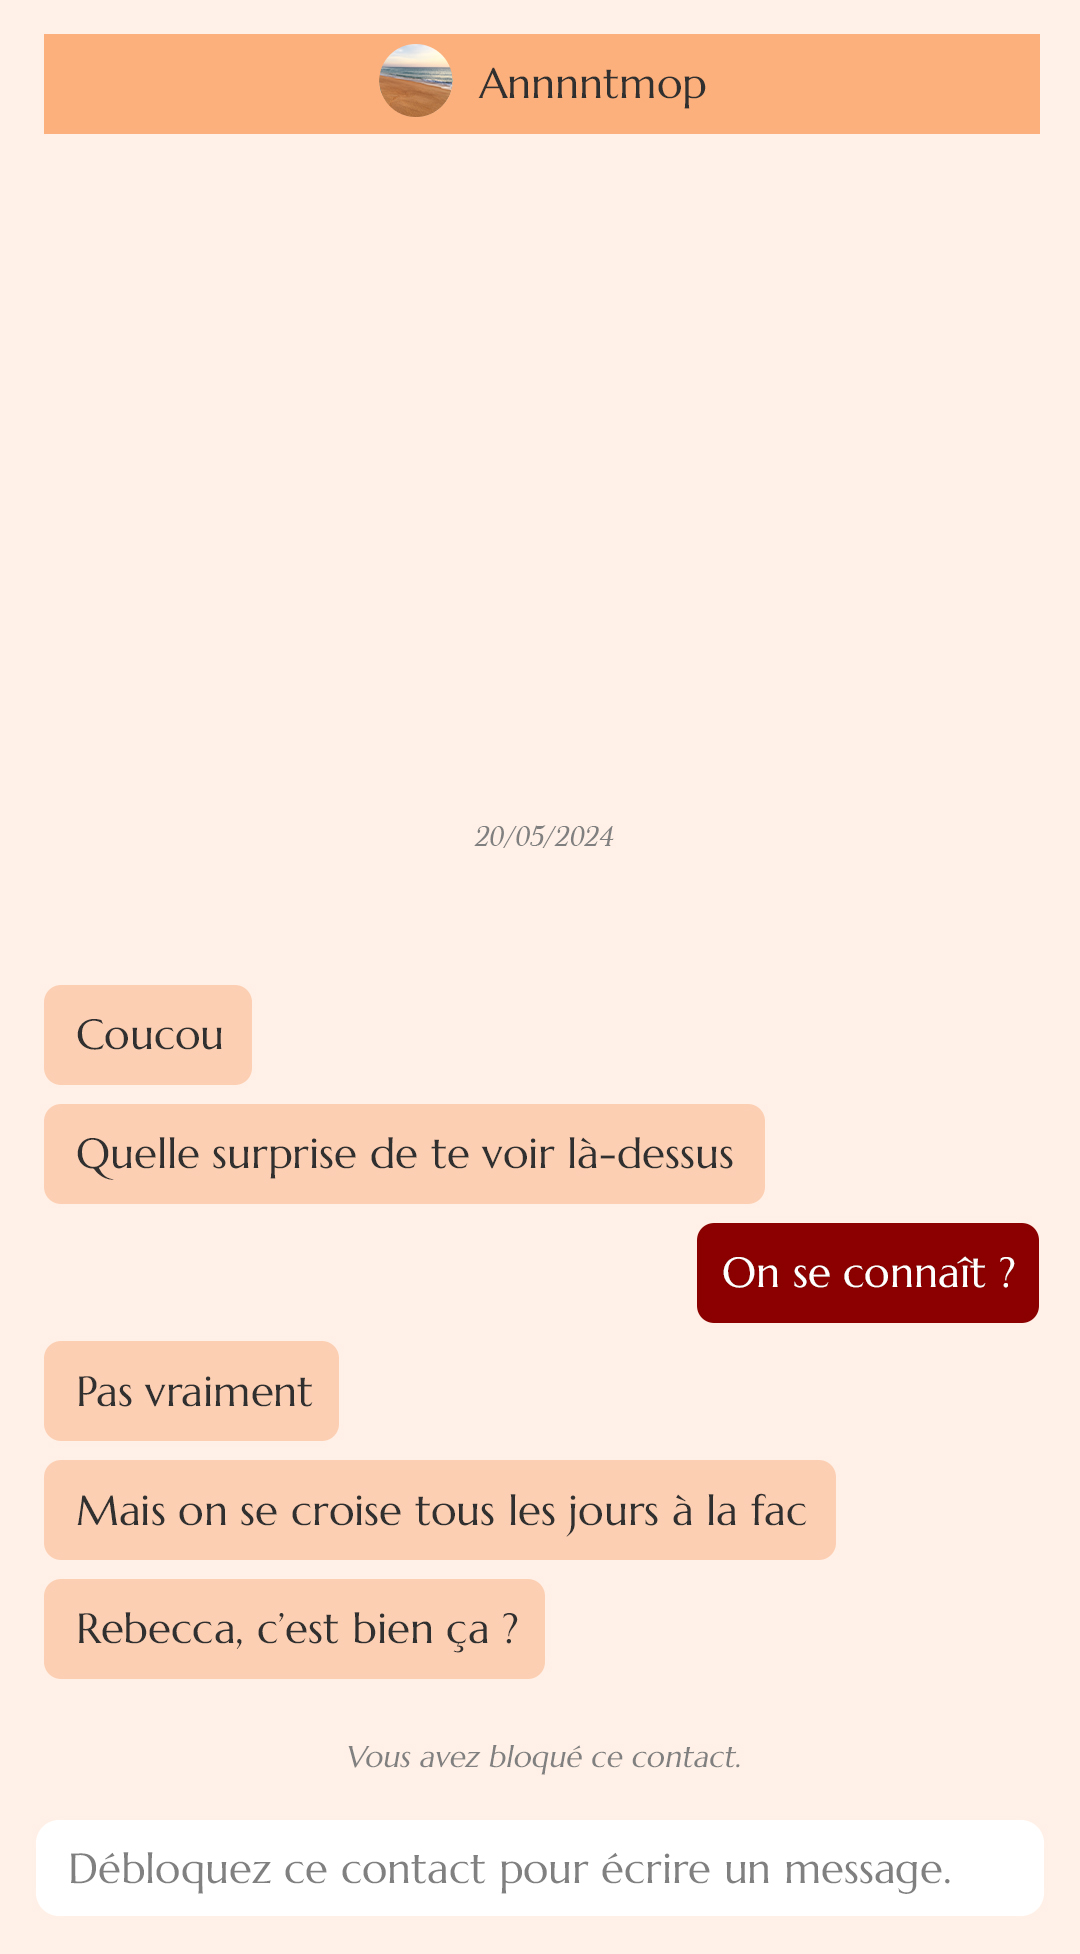 Annnntmop
20/05/2024
Coucou
Quelle surprise de te voir là-dessus
On se connaît ?
Pas vraiment
Mais on se croise tous les jours à la fac
Rebecca, c’est bien ça ?
Vous avez bloqué ce contact.
Débloquez ce contact pour écrire un message.